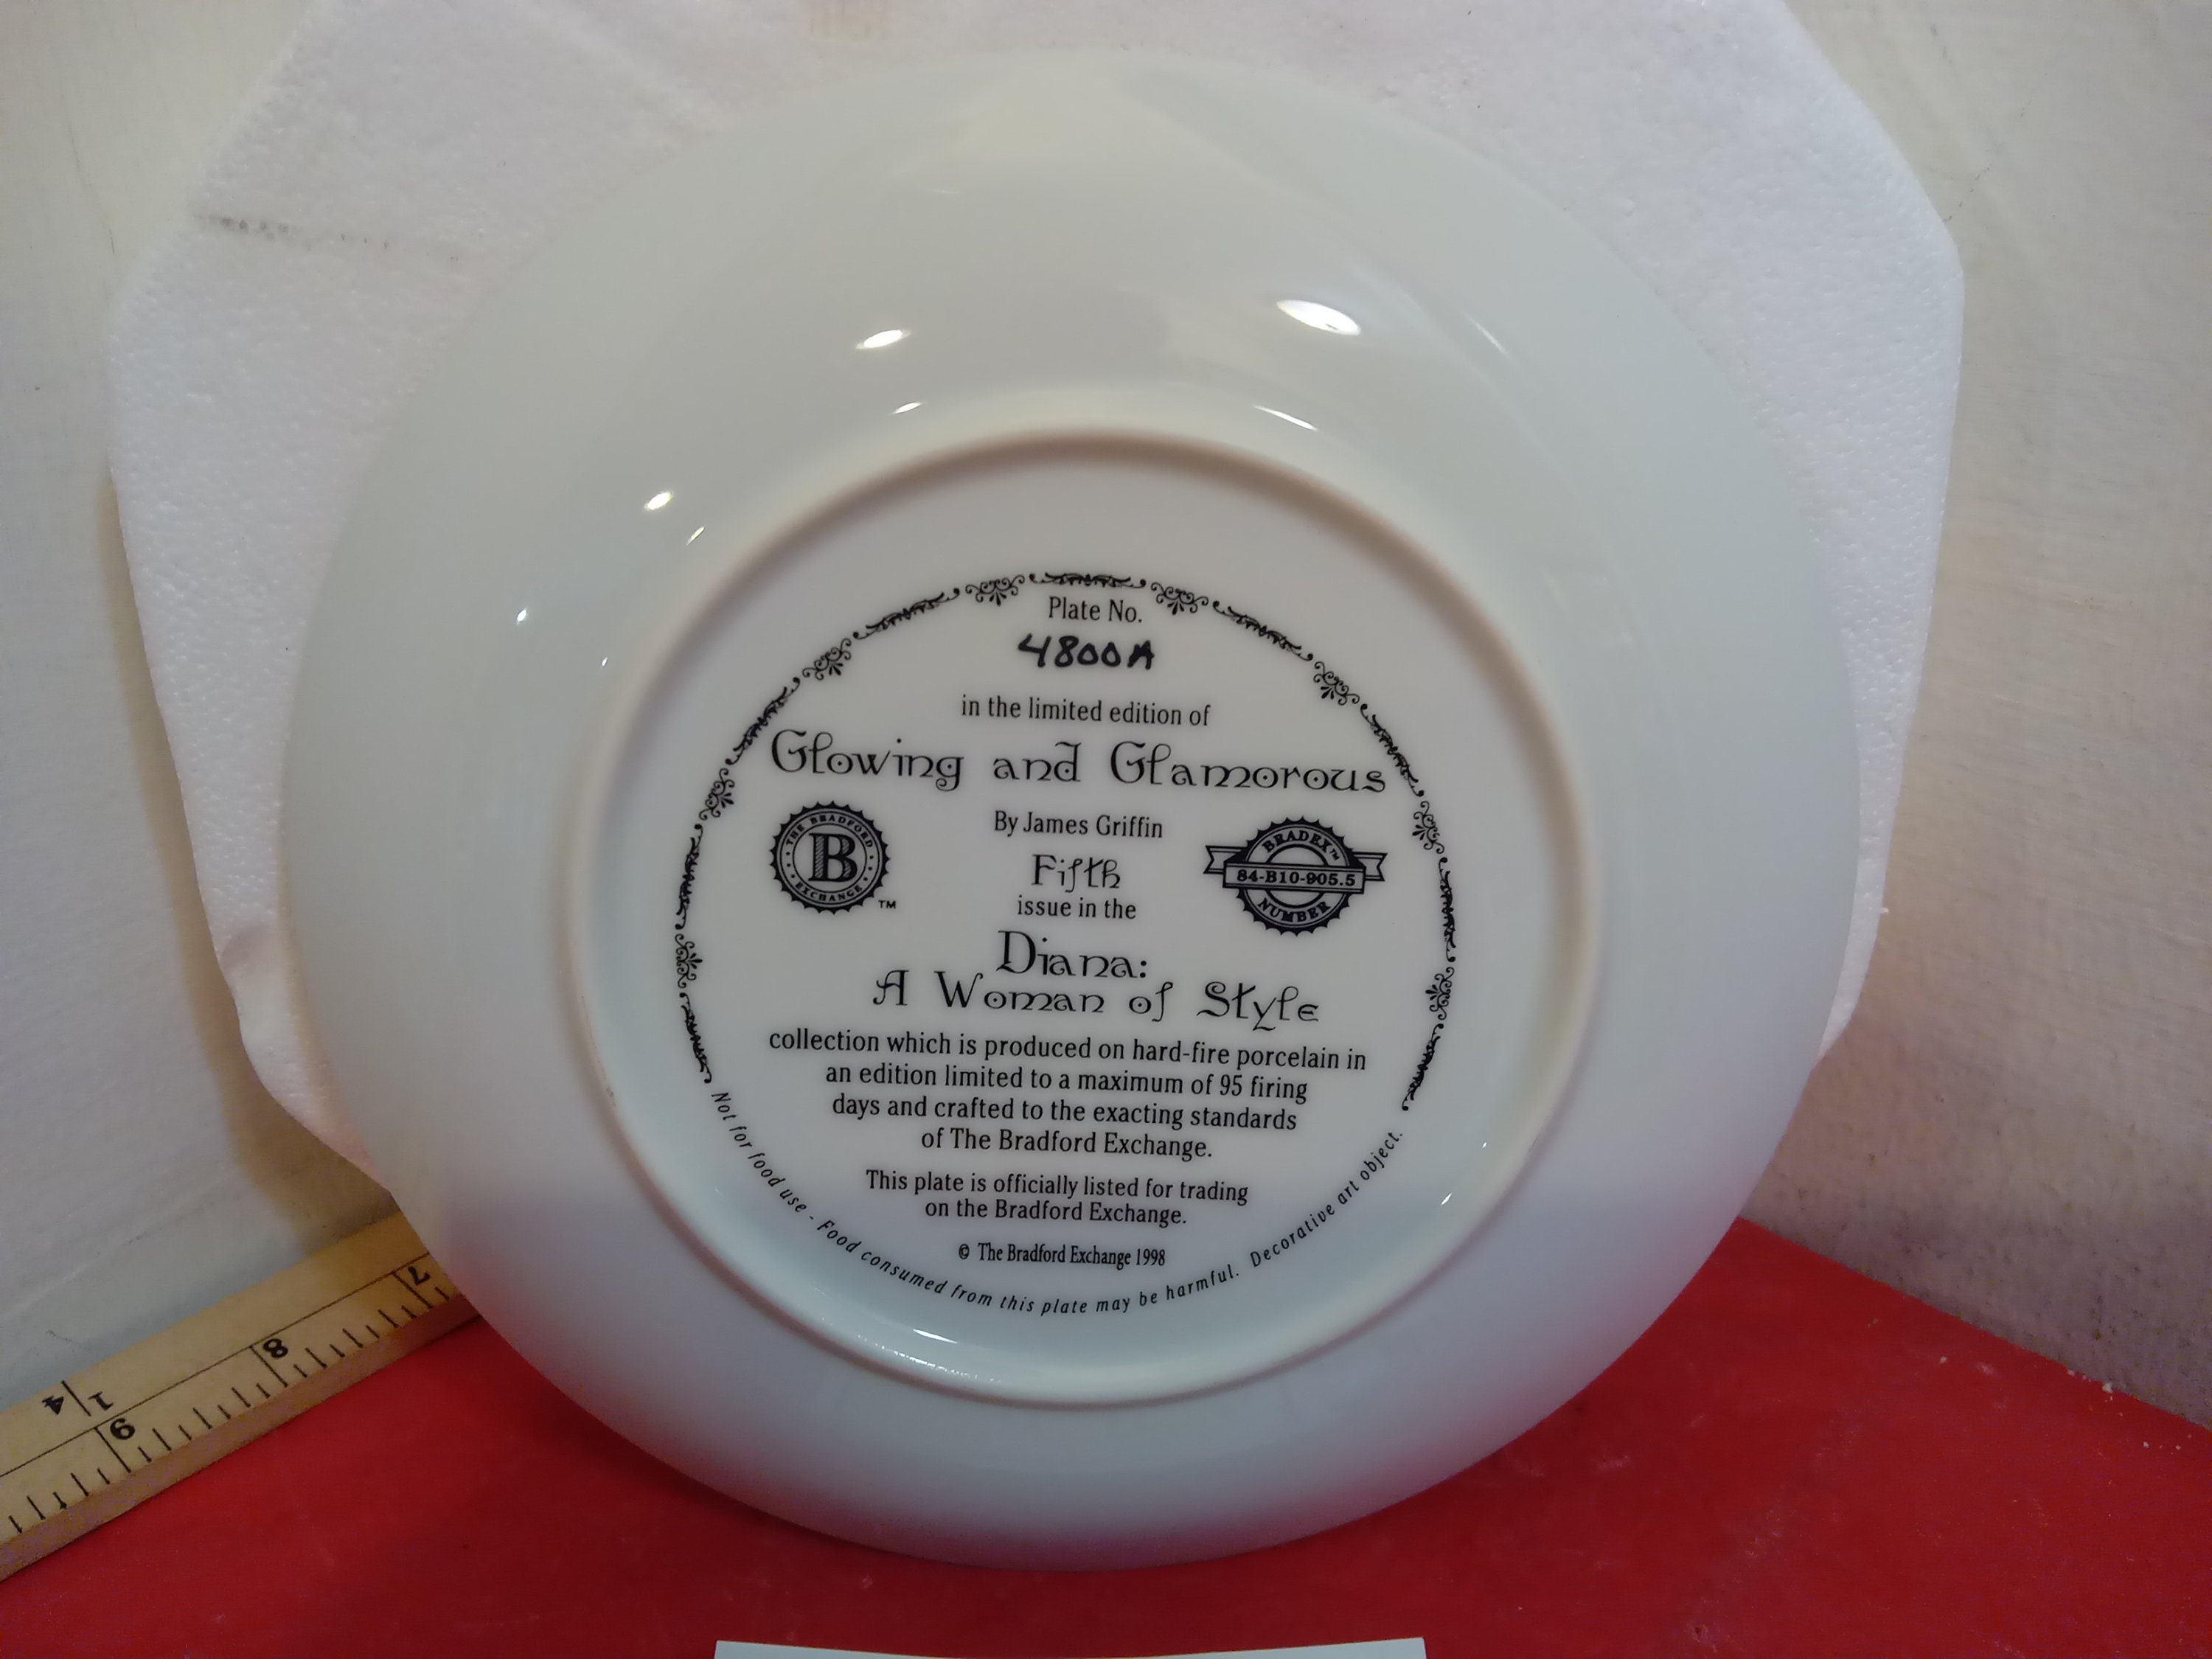 Plate No.
4800A
in the limited edition of
Glowing and Glamorous
By James Griffin
Fifth
issue in the
Diana:
A Woman of Style
collection which is produced on hard-fire porcelain in
an edition limited to a maximum of 95 firing
days and crafted to the exacting standards
of The Bradford Exchange.
This plate is officially listed for trading
on the Bradford Exchange.
© The Bradford Exchange 1998
Not for food use - Food consumed from this plate may be harmful. Decorative art object.
THE BRADFORD
B
EXCHANGE
TM
BRADEX™
84-B10-905.5
NUMBER
7
8
9
1
4